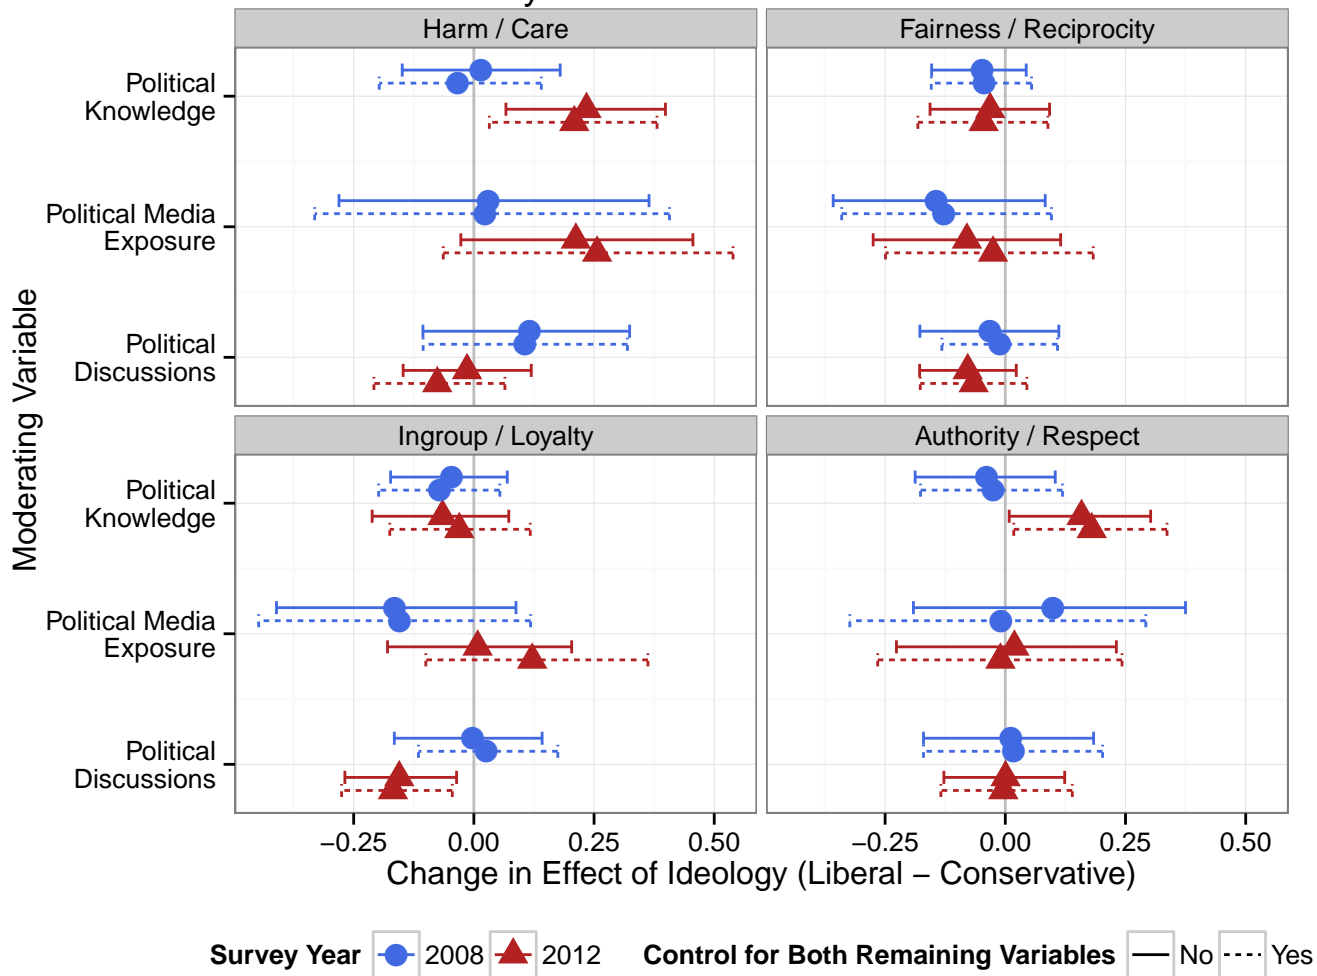 Harm / Care
Fairness / Reciprocity
Political
Knowledge
Political Media
Exposure
Political
Discussions
Ingroup / Loyalty
Authority / Respect
Political
Knowledge
Political Media
Exposure
Political
Discussions
Moderating Variable
−0.25 0.00 0.25 0.50
−0.25 0.00 0.25 0.50
Change in Effect of Ideology (Liberal − Conservative)
Survey Year 2008 2012 Control for Both Remaining Variables No Yes